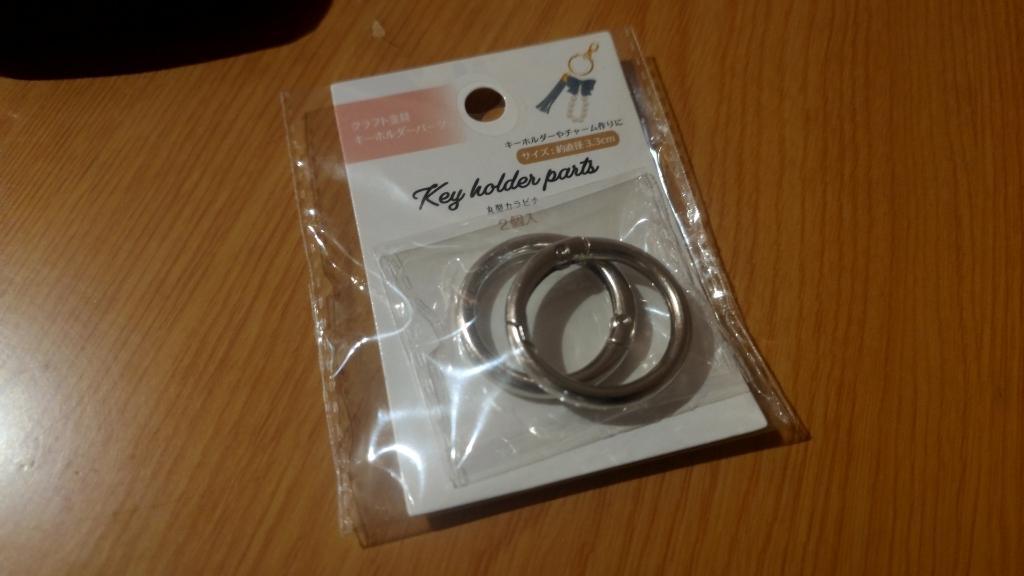 クラフト金具
キーホルダーパーツ
キーホルダーやチャーム作りに
サイズ:約直径3.3cm
Key holder parts
丸型カラビナ
2個入